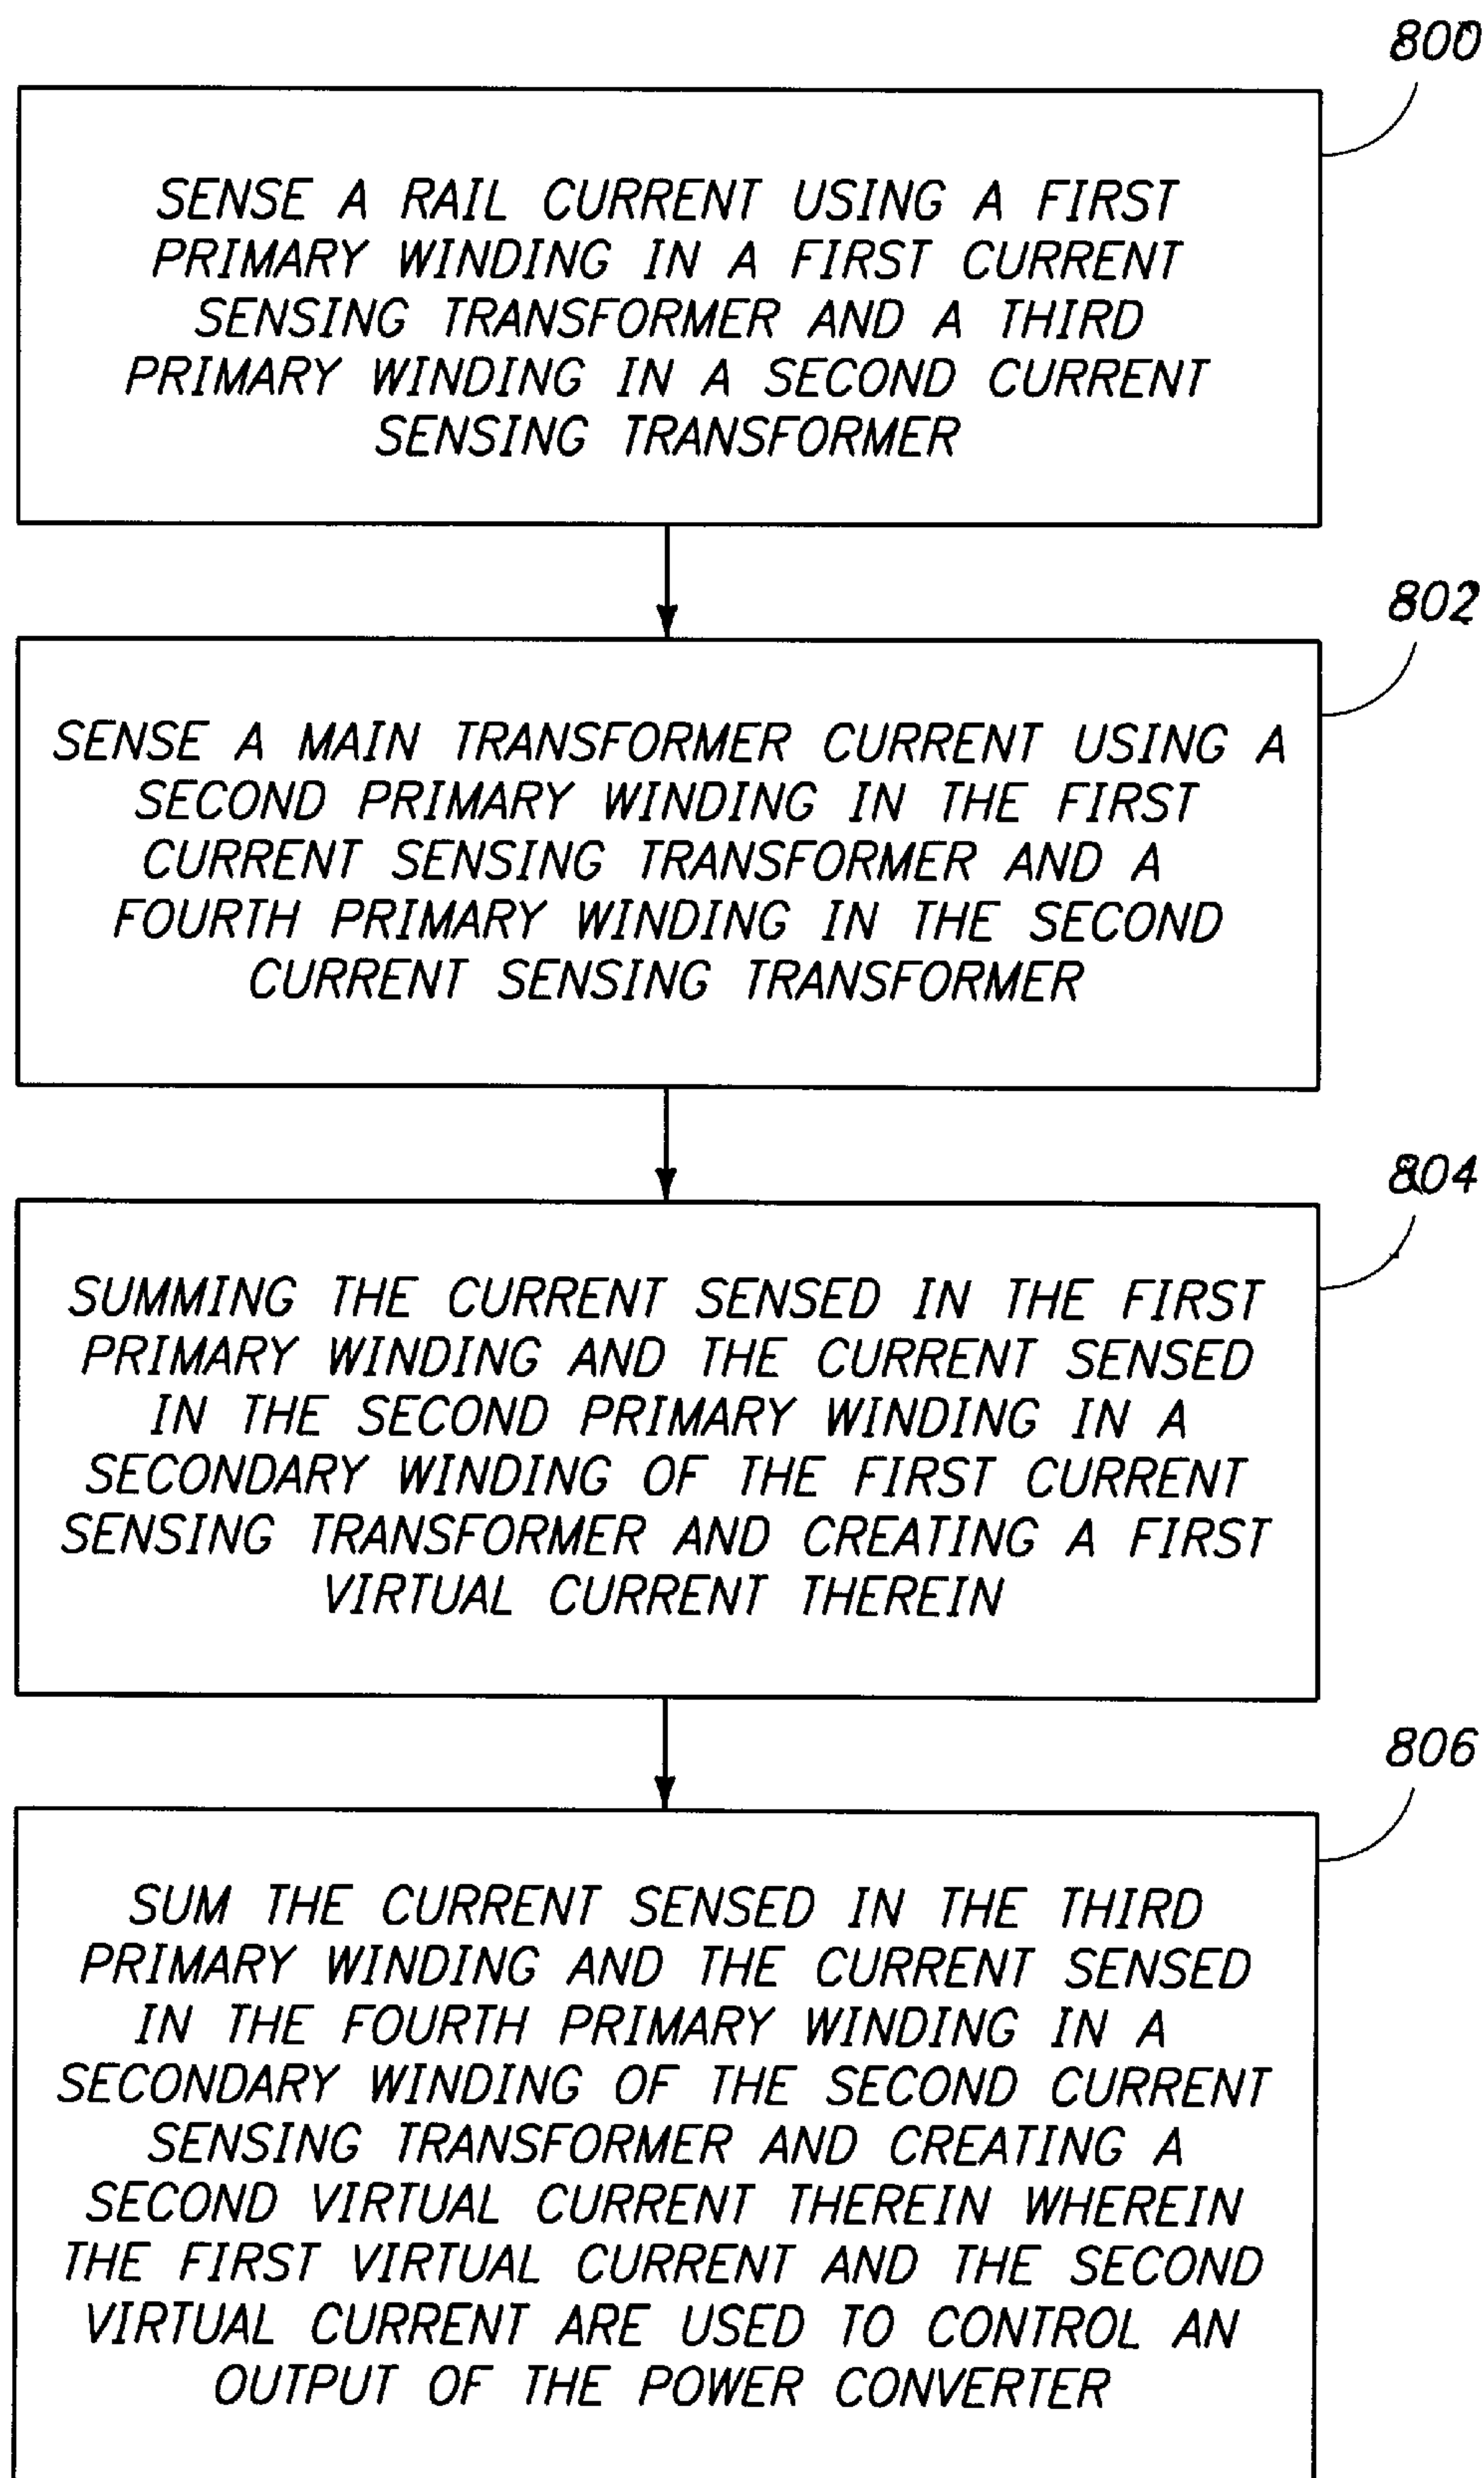 800
SENSE A RAIL CURRENT USING A FIRST
PRIMARY WINDING IN A FIRST CURRENT
SENSING TRANSFORMER AND A THIRD
PRIMARY WINDING IN A SECOND CURRENT
SENSING TRANSFORMER
802
SENSE A MAIN TRANSFORMER CURRENT USING A
SECOND PRIMARY WINDING IN THE FIRST
CURRENT SENSING TRANSFORMER AND A
FOURTH PRIMARY WINDING IN THE SECOND
CURRENT SENSING TRANSFORMER
804
SUMMING THE CURRENT SENSED IN THE FIRST
PRIMARY WINDING AND THE CURRENT SENSED
IN THE SECOND PRIMARY WINDING IN A
SECONDARY WINDING OF THE FIRST CURRENT
SENSING TRANSFORMER AND CREATING A FIRST
VIRTUAL CURRENT THEREIN
806
SUM THE CURRENT SENSED IN THE THIRD
PRIMARY WINDING AND THE CURRENT SENSED
IN THE FOURTH PRIMARY WINDING IN A
SECONDARY WINDING OF THE SECOND CURRENT
SENSING TRANSFORMER AND CREATING A
SECOND VIRTUAL CURRENT THEREIN WHEREIN
THE FIRST VIRTUAL CURRENT AND THE SECOND
VIRTUAL CURRENT ARE USED TO CONTROL AN
OUTPUT OF THE POWER CONVERTER